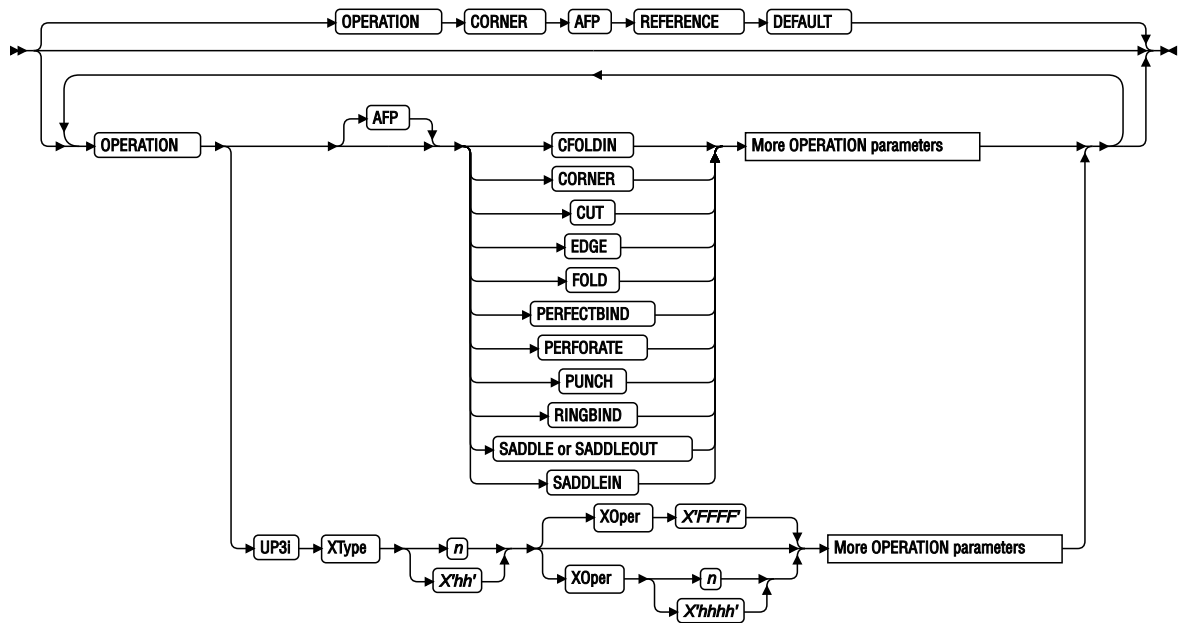 OPERATION CORNER AFP REFERENCE DEFAULT
AFP
OPERATION CFOLDIN More OPERATION parameters
CORNER
CUT
EDGE
FOLD
PERFECTBIND
PERFORATE
PUNCH
RINGBIND
SADDLE or SADDLEOUT
SADDLEIN
XOper X'FFFF'
UP3i XType n More OPERATION parameters
X'hh' XOper n
X'hhhh'